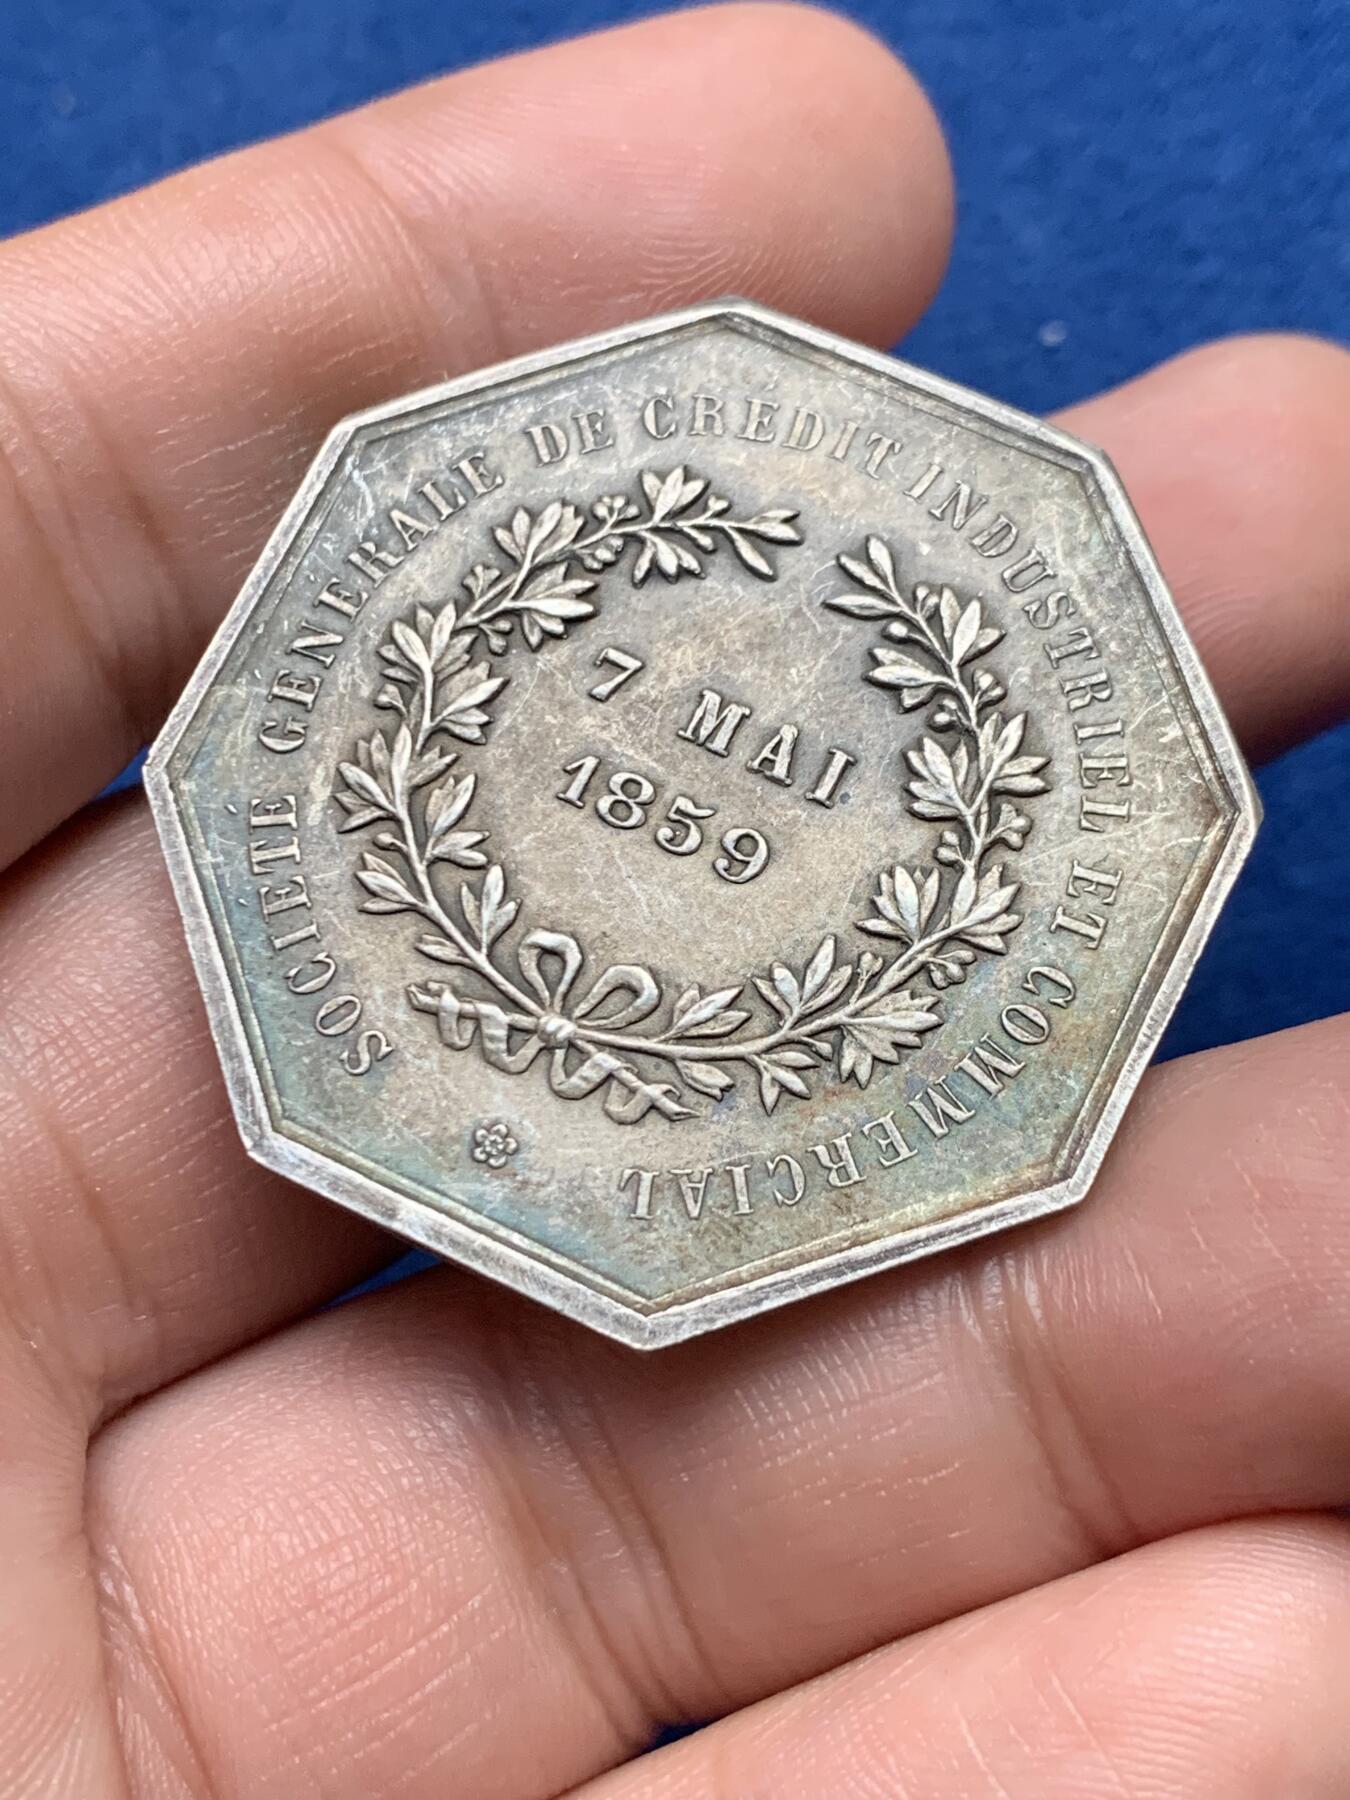 SOCIÉTÉ GÉNÉRALE DE CRÉDIT INDUSTRIEL ET COMMERCIAL
7 MAI
1859